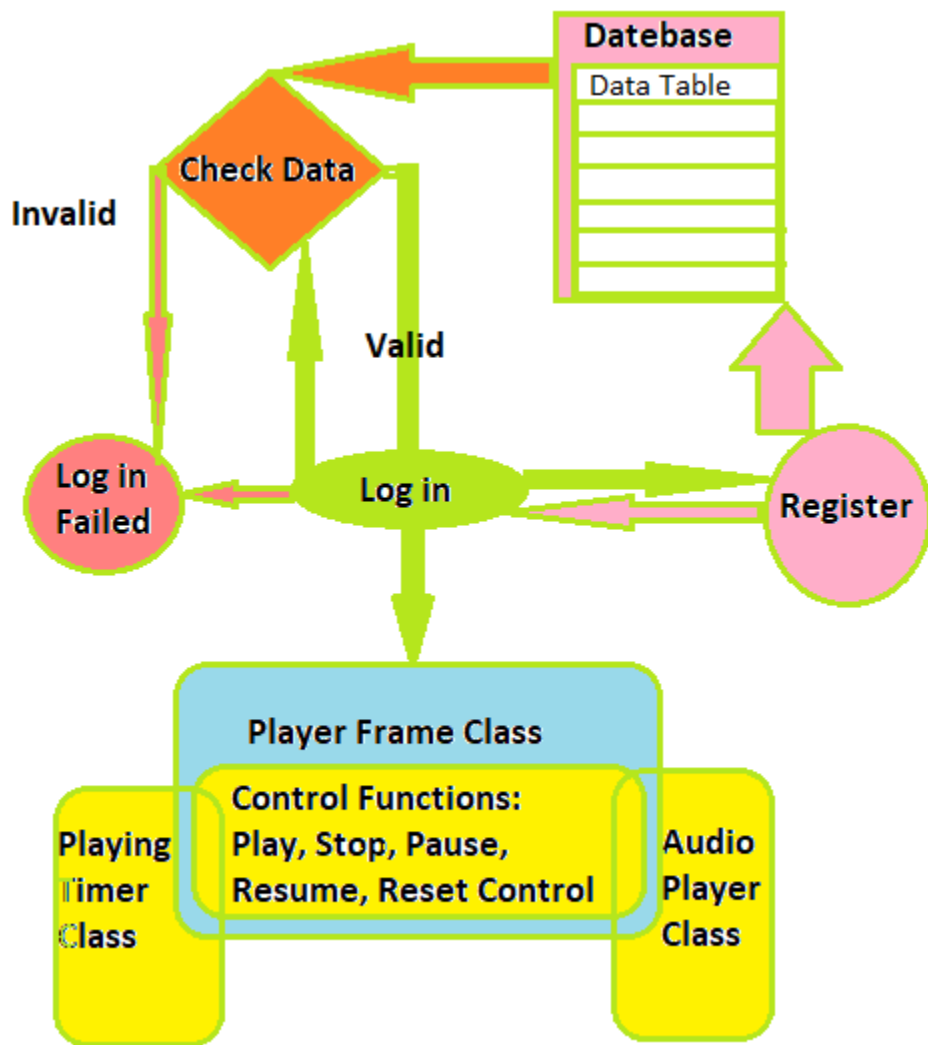 Datebase
Data Table
Check Data
Invalid
Valid
Log in
Failed
Log in
Register
Player Frame Class
Control Functions:
Play, Stop, Pause,
Resume, Reset Control
Playing
Timer
Class
Audio
Player
Class